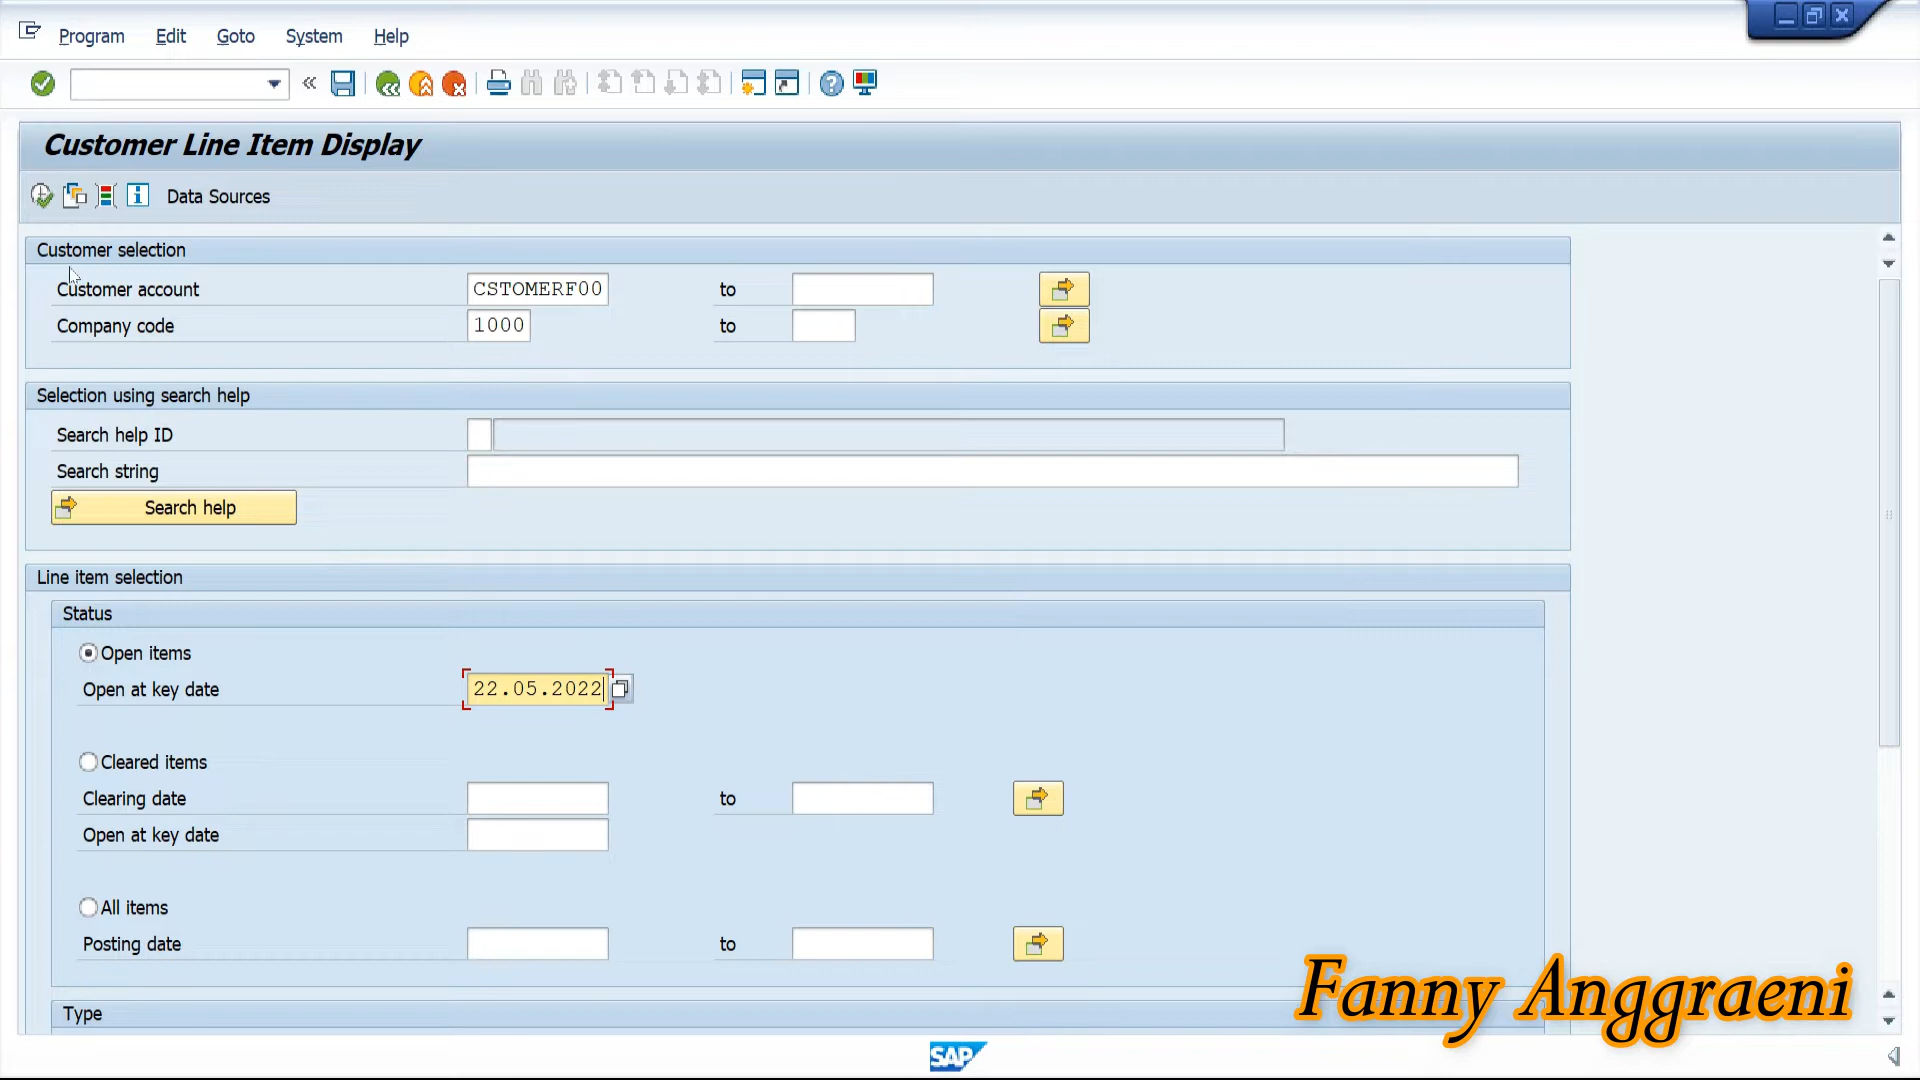 Program Edit Goto System Help
Customer Line Item Display
Data Sources
Customer selection
Customer account CSTOMERF00 to
Company code 1000 to
Selection using search help
Search help ID
Search string
Search help
Line item selection
Status
Open items
Open at key date 22.05.2022
Cleared items
Clearing date to
Open at key date
All items
Posting date to
Type
Fanny Anggraeni
SAP